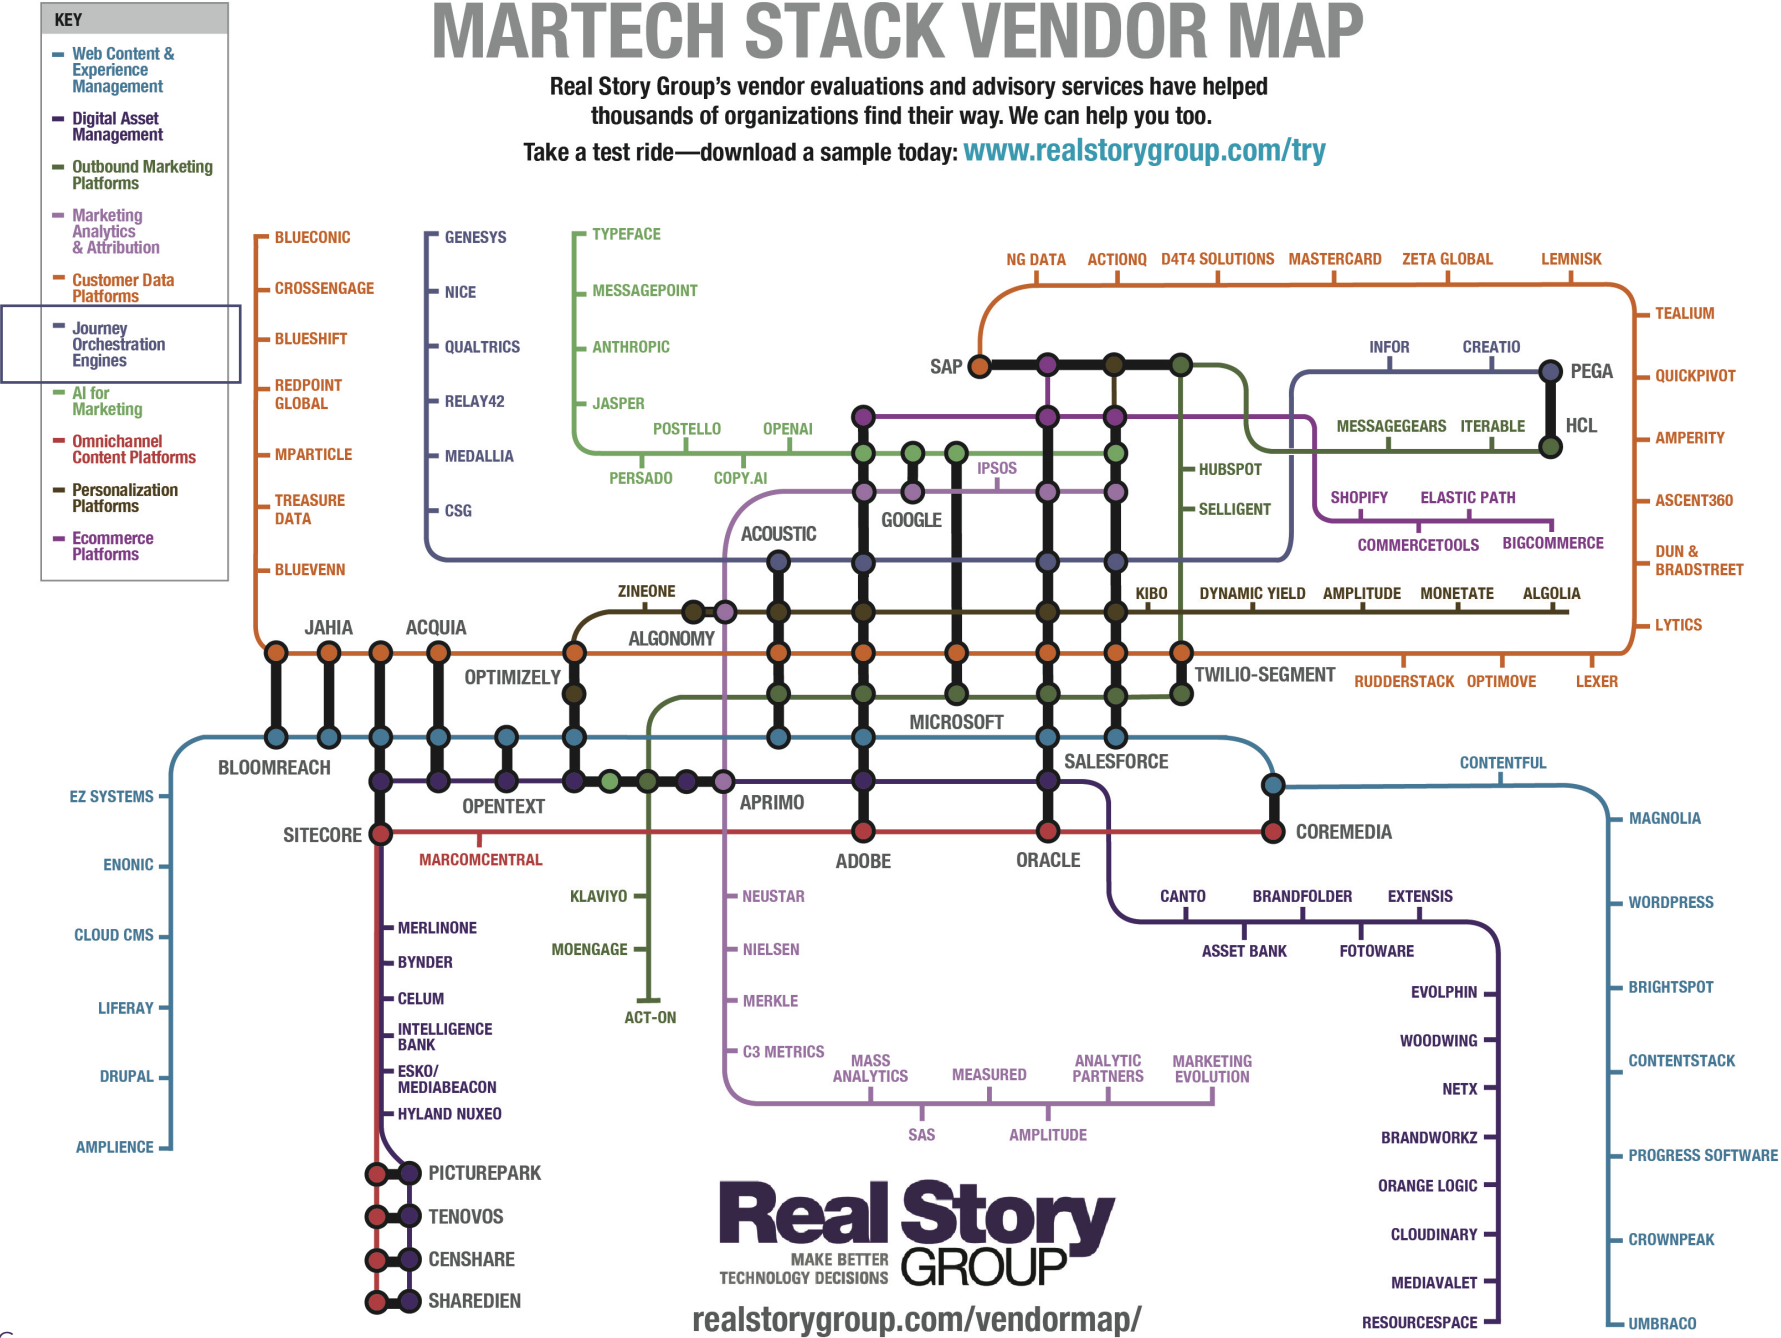 MARTECH STACK VENDOR MAP
Real Story Group's vendor evaluations and advisory services have helped
thousands of organizations find their way. We can help you too.
Take a test ride—download a sample today: www.realstorygroup.com/try
KEY
Web Content &
Experience
Management
Digital Asset
Management
Outbound Marketing
Platforms
Marketing
Analytics
& Attribution
Customer Data
Platforms
Journey
Orchestration
Engines
AI for
Marketing
Omnichannel
Content Platforms
Personalization
Platforms
Ecommerce
Platforms
BLUECONIC
CROSSENGAGE
BLUESHIFT
REDPOINT
GLOBAL
MPARTICLE
TREASURE
DATA
BLUEVENN
GENESYS
NICE
QUALTRICS
RELAY42
MEDALLIA
CSG
TYPEFACE
MESSAGEPOINT
ANTHROPIC
JASPER
POSTELLO
OPENAI
PERSADO
COPY.AI
NG DATA
ACTIONQ
D4T4 SOLUTIONS
MASTERCARD
ZETA GLOBAL
LEMNISK
TEALIUM
QUICKPIVOT
AMPERITY
ASCENT360
DUN &
BRADSTREET
LYTICS
SAP
INFOR
CREATIO
PEGA
HCL
MESSAGEGEARS
ITERABLE
HUBSPOT
SELLIGENT
SHOPIFY
ELASTIC PATH
COMMERCETOOLS
BIGCOMMERCE
IPSOS
GOOGLE
ACOUSTIC
ZINEONE
ALGONOMY
KIBO
DYNAMIC YIELD
AMPLITUDE
MONETATE
ALGOLIA
JAHIA
ACQUIA
OPTIMIZELY
TWILIO-SEGMENT
RUDDERSTACK
OPTIMOVE
LEXER
MICROSOFT
SALESFORCE
BLOOMREACH
OPENTEXT
APRIMO
SITECORE
MARCOMCENTRAL
ADOBE
ORACLE
COREMEDIA
CONTENTFUL
EZ SYSTEMS
ENONIC
CLOUD CMS
LIFERAY
DRUPAL
AMPLIENCE
MERLINONE
BYNDER
CELUM
INTELLIGENCE
BANK
ESKO/
MEDIABEACON
HYLAND NUXEO
PICTUREPARK
TENOVOS
CENSHARE
SHAREDIEN
KLAVIYO
MOENGAGE
ACT-ON
NEUSTAR
NIELSEN
MERKLE
C3 METRICS
MASS
ANALYTICS
MEASURED
ANALYTIC
PARTNERS
MARKETING
EVOLUTION
SAS
AMPLITUDE
CANTO
BRANDFOLDER
EXTENSIS
ASSET BANK
FOTOWARE
EVOLPHIN
WOODWING
NETX
BRANDWORKZ
ORANGE LOGIC
CLOUDINARY
MEDIAVALET
RESOURCESPACE
MAGNOLIA
WORDPRESS
BRIGHTSPOT
CONTENTSTACK
PROGRESS SOFTWARE
CROWNPEAK
UMBRACO
Real Story
GROUP
MAKE BETTER
TECHNOLOGY DECISIONS
realstorygroup.com/vendormap/